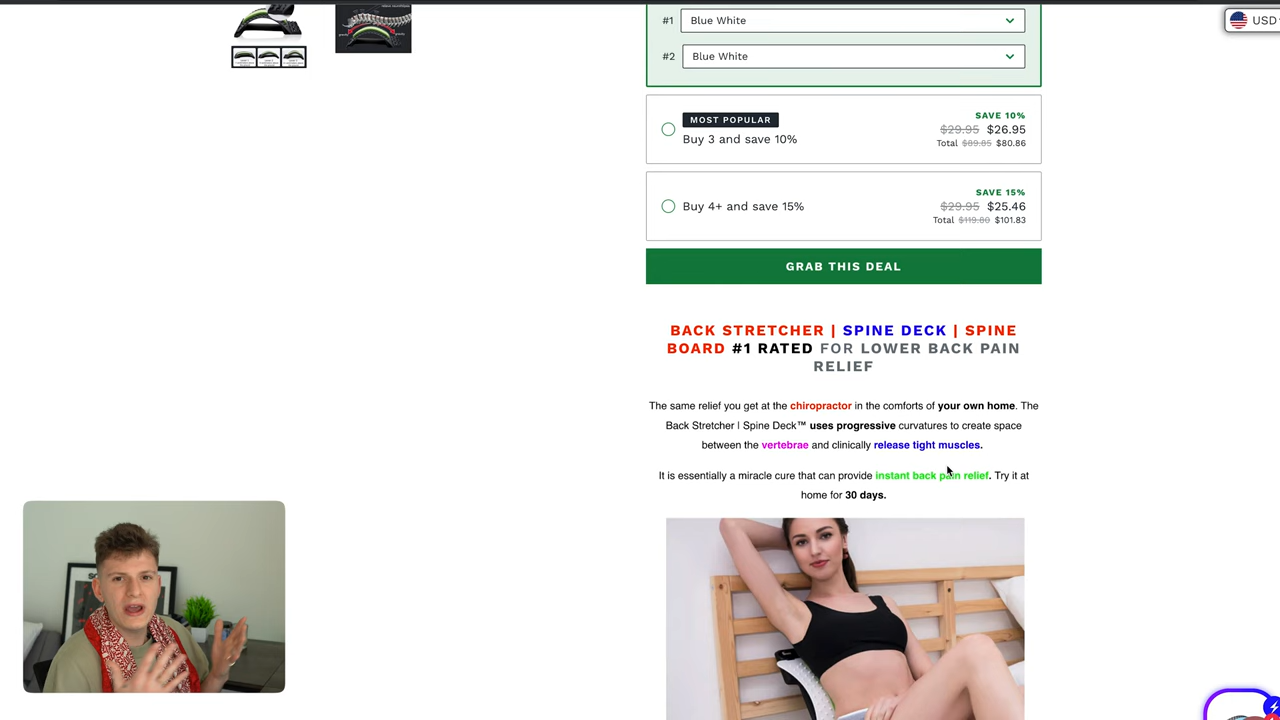 #1 Blue White
USD
#2 Blue White
MOST POPULAR
Buy 3 and save 10%
SAVE 10%
$29.95 $26.95
Total $89.85 $80.86
Buy 4+ and save 15%
SAVE 15%
$29.95 $25.46
Total $119.80 $101.83
GRAB THIS DEAL
BACK STRETCHER | SPINE DECK | SPINE
BOARD #1 RATED FOR LOWER BACK PAIN
RELIEF
The same relief you get at the chiropractor in the comforts of your own home. The
Back Stretcher | Spine Deck™ uses progressive curvatures to create space
between the vertebrae and clinically release tight muscles.
It is essentially a miracle cure that can provide instant back pain relief. Try it at
home for 30 days.